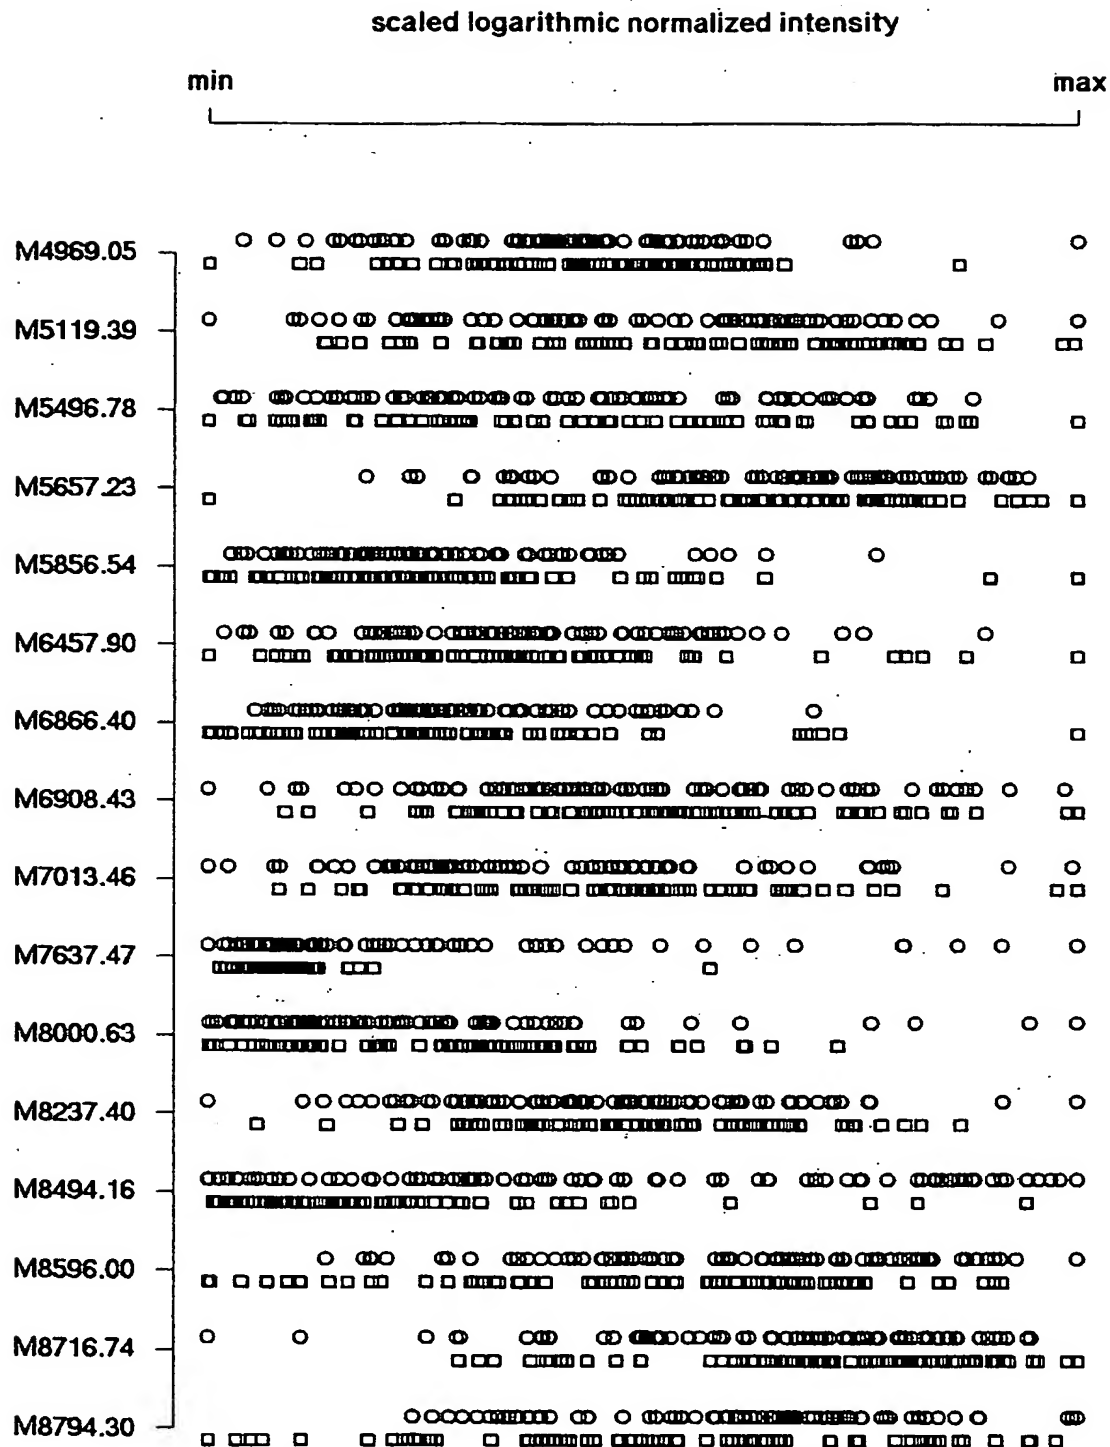 scaled logarithmic normalized intensity
min max
M4969.05
M5119.39
M5496.78
M5657.23
M5856.54
M6457.90
M6866.40
M6908.43
M7013.46
M7637.47
M8000.63
M8237.40
M8494.16
M8596.00
M8716.74
M8794.30